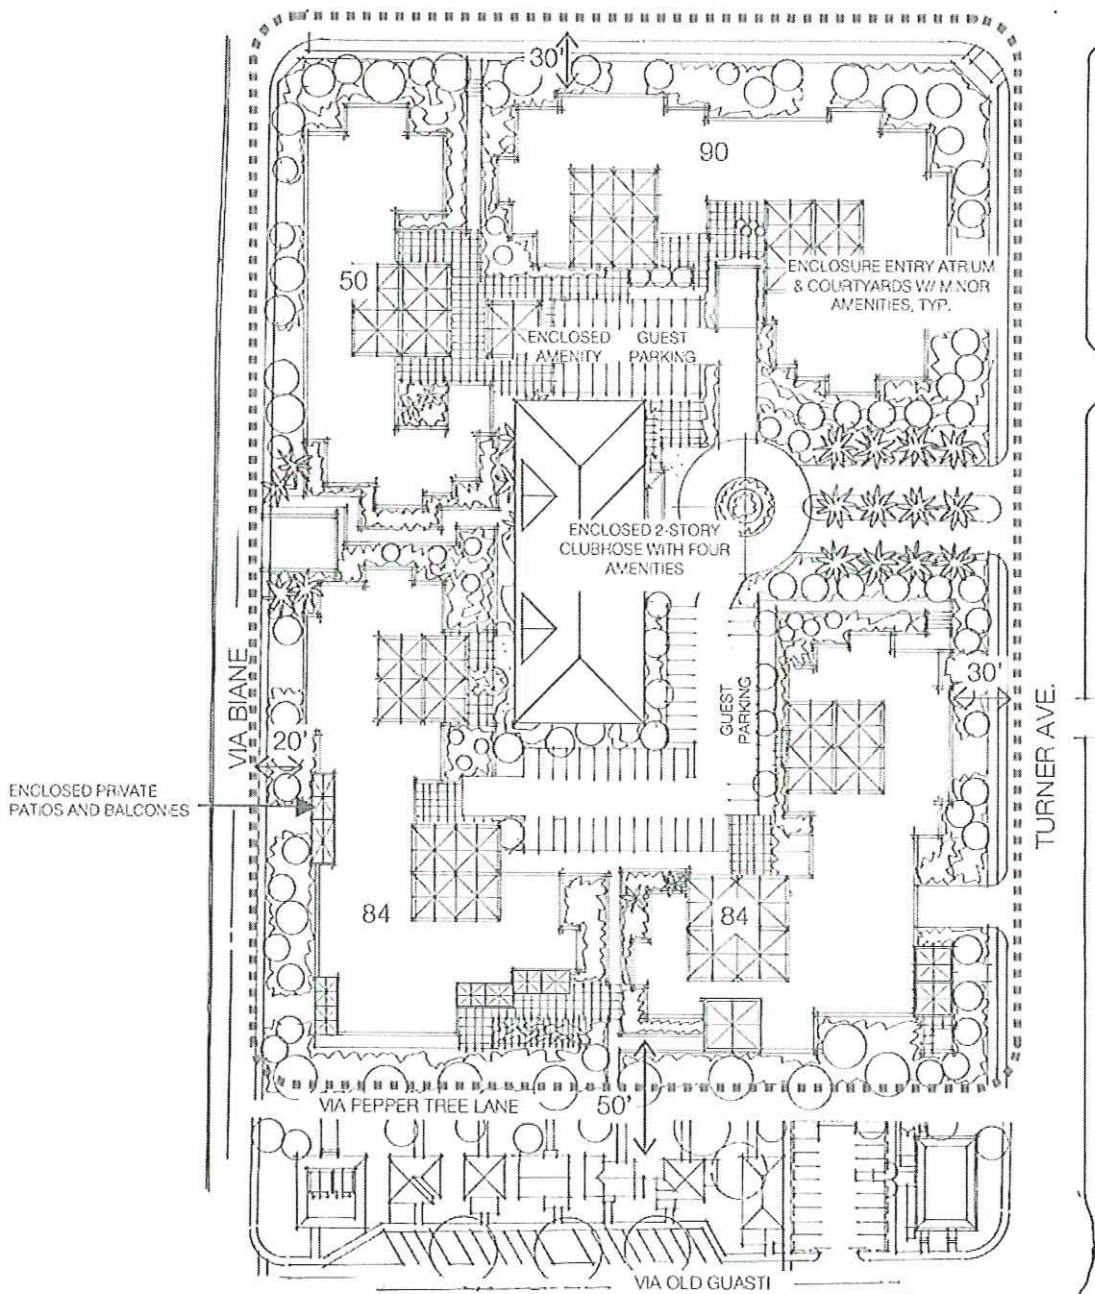 30'
90
50
ENCLOSURE ENTRY ATRIUM
& COURTYARDS W/ MINOR
AMENITIES, TYP.
ENCLOSED
AMENITY
GUEST
PARKING
ENCLOSED 2-STORY
CLUBHOSE WITH FOUR
AMENITIES
VIA BIANE
20'
GUEST
PARKING
30'
TURNER AVE.
ENCLOSED PRIVATE
PATIOS AND BALCONIES
84
84
VIA PEPPER TREE LANE
50'
VIA OLD GUASTI